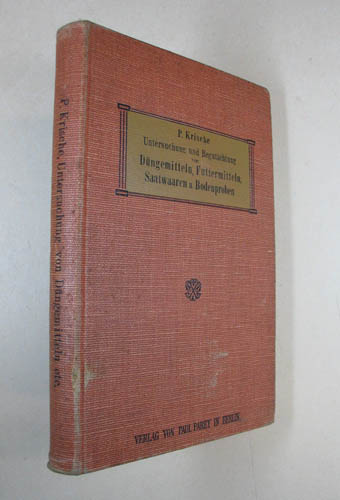 P. Krische
Untersuchung und Begutachtung
von
Düngemitteln, Futtermitteln,
Saatwaaren u. Bodenproben
VERLAG VON PAUL PAREY IN BERLIN.
P. Krische, Untersuchung von Düngemitteln etc.